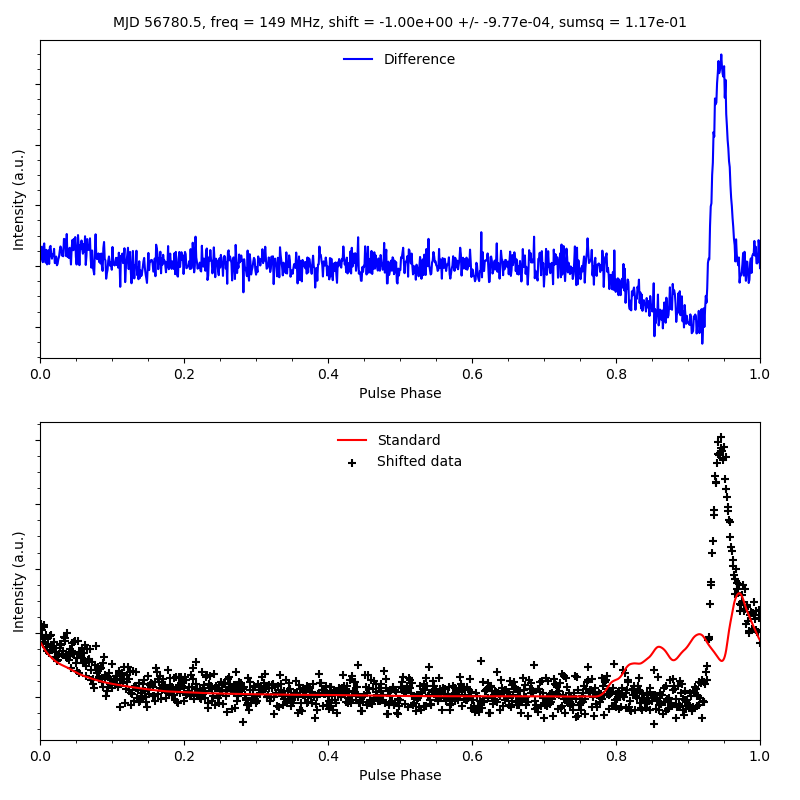 MJD 56780.5, freq = 149 MHz, shift = -1.00e+00 +/- -9.77e-04, sumsq = 1.17e-01
Difference
Intensity (a.u.)
0.0 0.2 0.4 0.6 0.8 1.0
Pulse Phase
Standard
Shifted data
Intensity (a.u.)
0.0 0.2 0.4 0.6 0.8 1.0
Pulse Phase